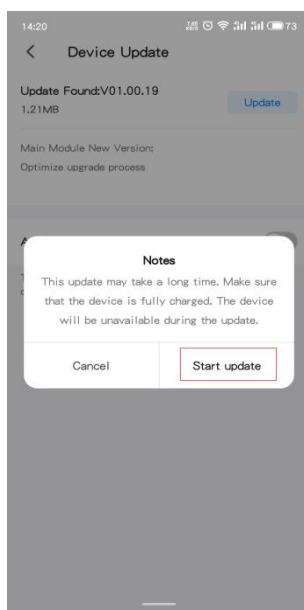 14:20
73
Device Update
Update Found:V01.00.19
1.21MB
Update
Main Module New Version:
Optimize upgrade process
Notes
This update may take a long time. Make sure
that the device is fully charged. The device
will be unavailable during the update.
Cancel
Start update